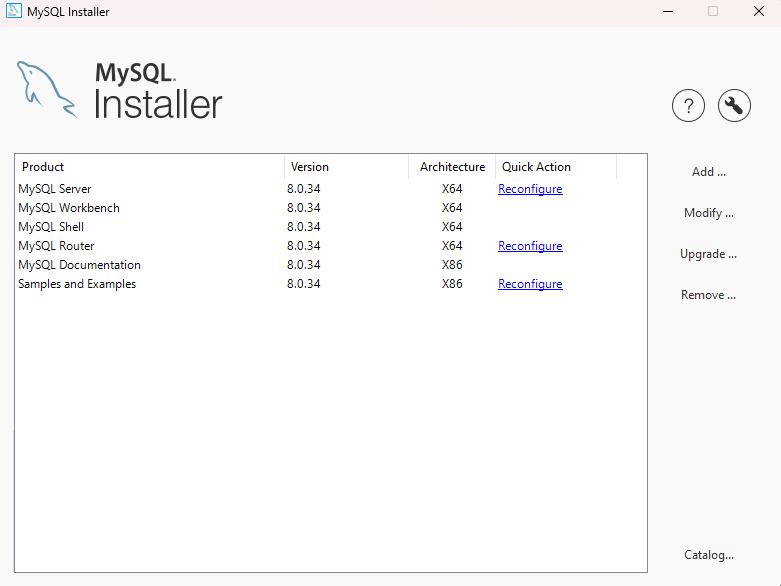 MySQL Installer
MySQL.
Installer
?
Product Version Architecture Quick Action
MySQL Server 8.0.34 X64 Reconfigure
MySQL Workbench 8.0.34 X64
MySQL Shell 8.0.34 X64
MySQL Router 8.0.34 X64 Reconfigure
MySQL Documentation 8.0.34 X86
Samples and Examples 8.0.34 X86 Reconfigure
Add ...
Modify ...
Upgrade ...
Remove ...
Catalog...